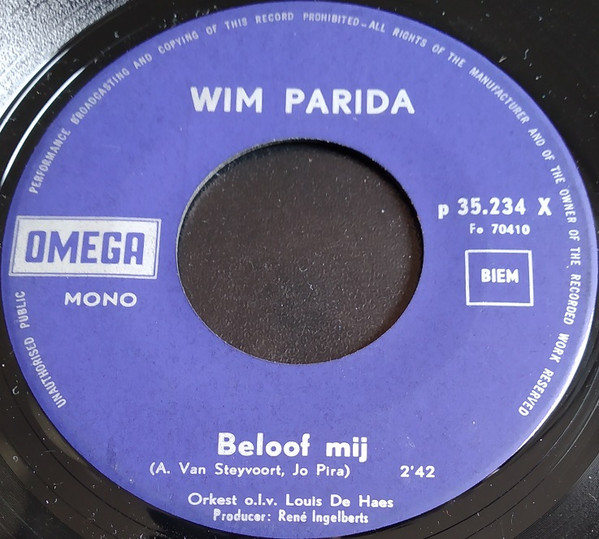 UNAUTHORISED PUBLIC PERFORMANCE BROADCASTING AND COPYING OF THIS RECORD PROHIBITED–ALL RIGHTS OF THE MANUFACTURER AND OF THE OWNER OF THE RECORDED WORK RESERVED
WIM PARIDA
p 35.234 X
Fo 70410
OMEGA
BIEM
MONO
Beloof mij
(A. Van Steyvoort, Jo Pira) 2'42
Orkest o.l.v. Louis De Haes
Producer: René Ingelberts